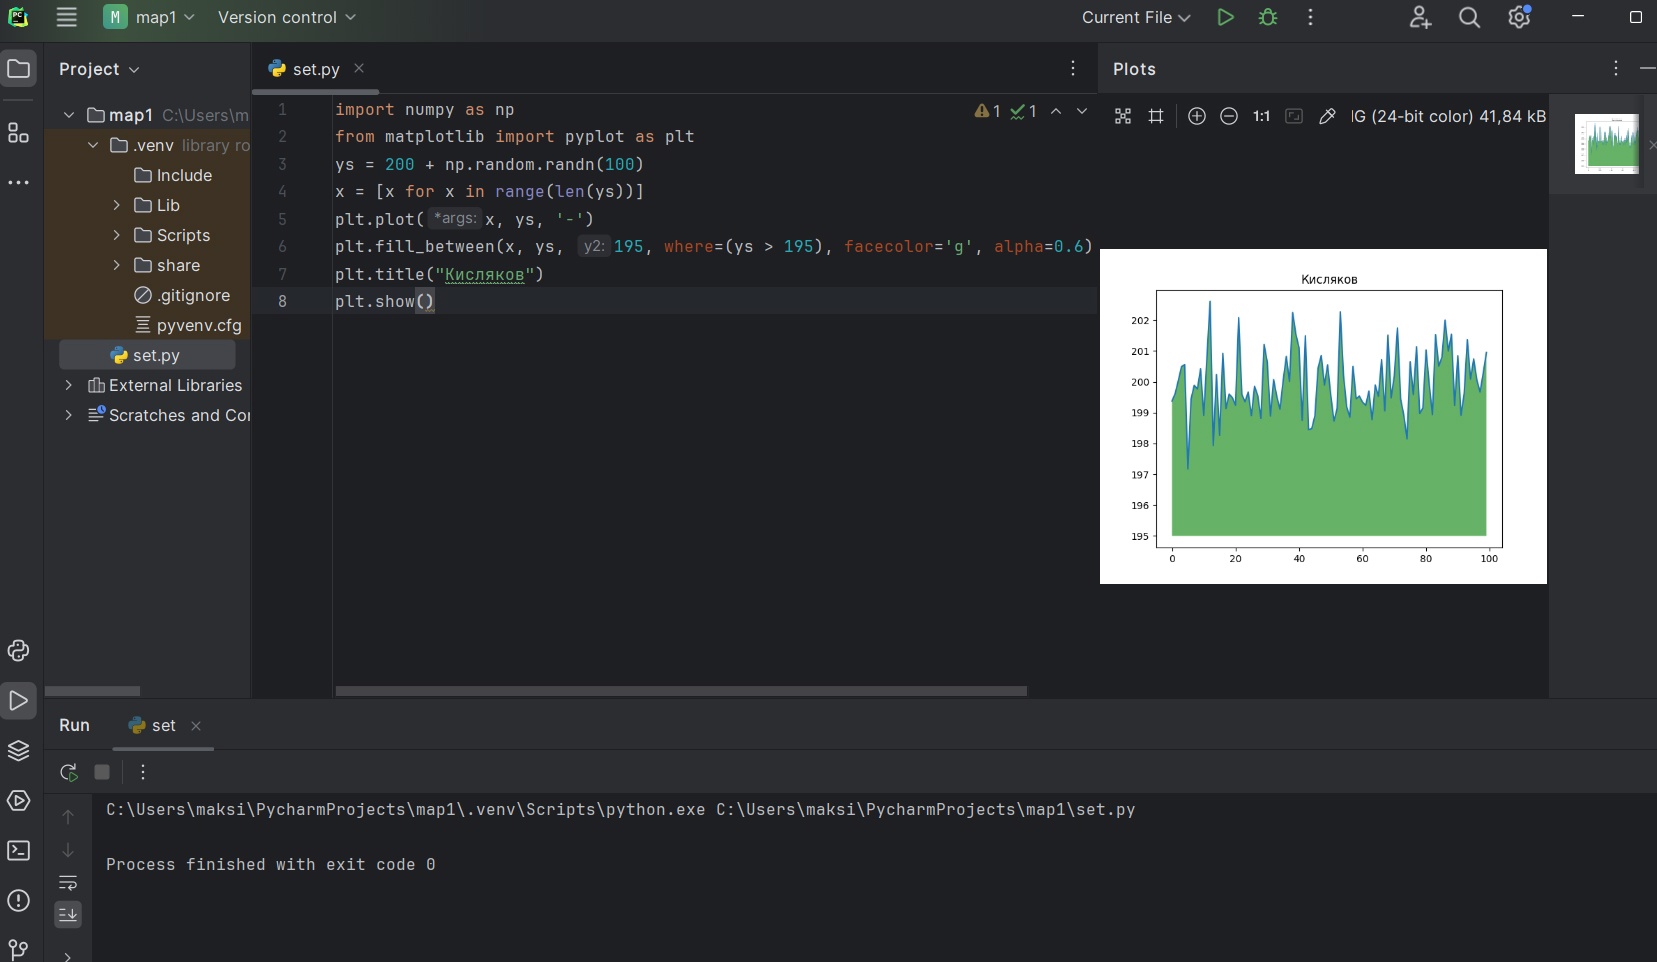 PC M map1 Version control Current File
Project
set.py
Plots
map1 C:\Users\m
.venv library ro
Include
Lib
Scripts
share
.gitignore
pyvenv.cfg
set.py
External Libraries
Scratches and Con
1 import numpy as np
2 from matplotlib import pyplot as plt
3 ys = 200 + np.random.randn(100)
4 x = [x for x in range(len(ys))]
5 plt.plot( *args: x, ys, '-')
6 plt.fill_between(x, ys, y2: 195, where=(ys > 195), facecolor='g', alpha=0.6)
7 plt.title("Кисляков")
8 plt.show()
1 1
1:1 IG (24-bit color) 41,84 kB
Кисляков
202
201
200
199
198
197
196
195
0 20 40 60 80 100
Run set
C:\Users\maksi\PycharmProjects\map1\.venv\Scripts\python.exe C:\Users\maksi\PycharmProjects\map1\set.py
Process finished with exit code 0